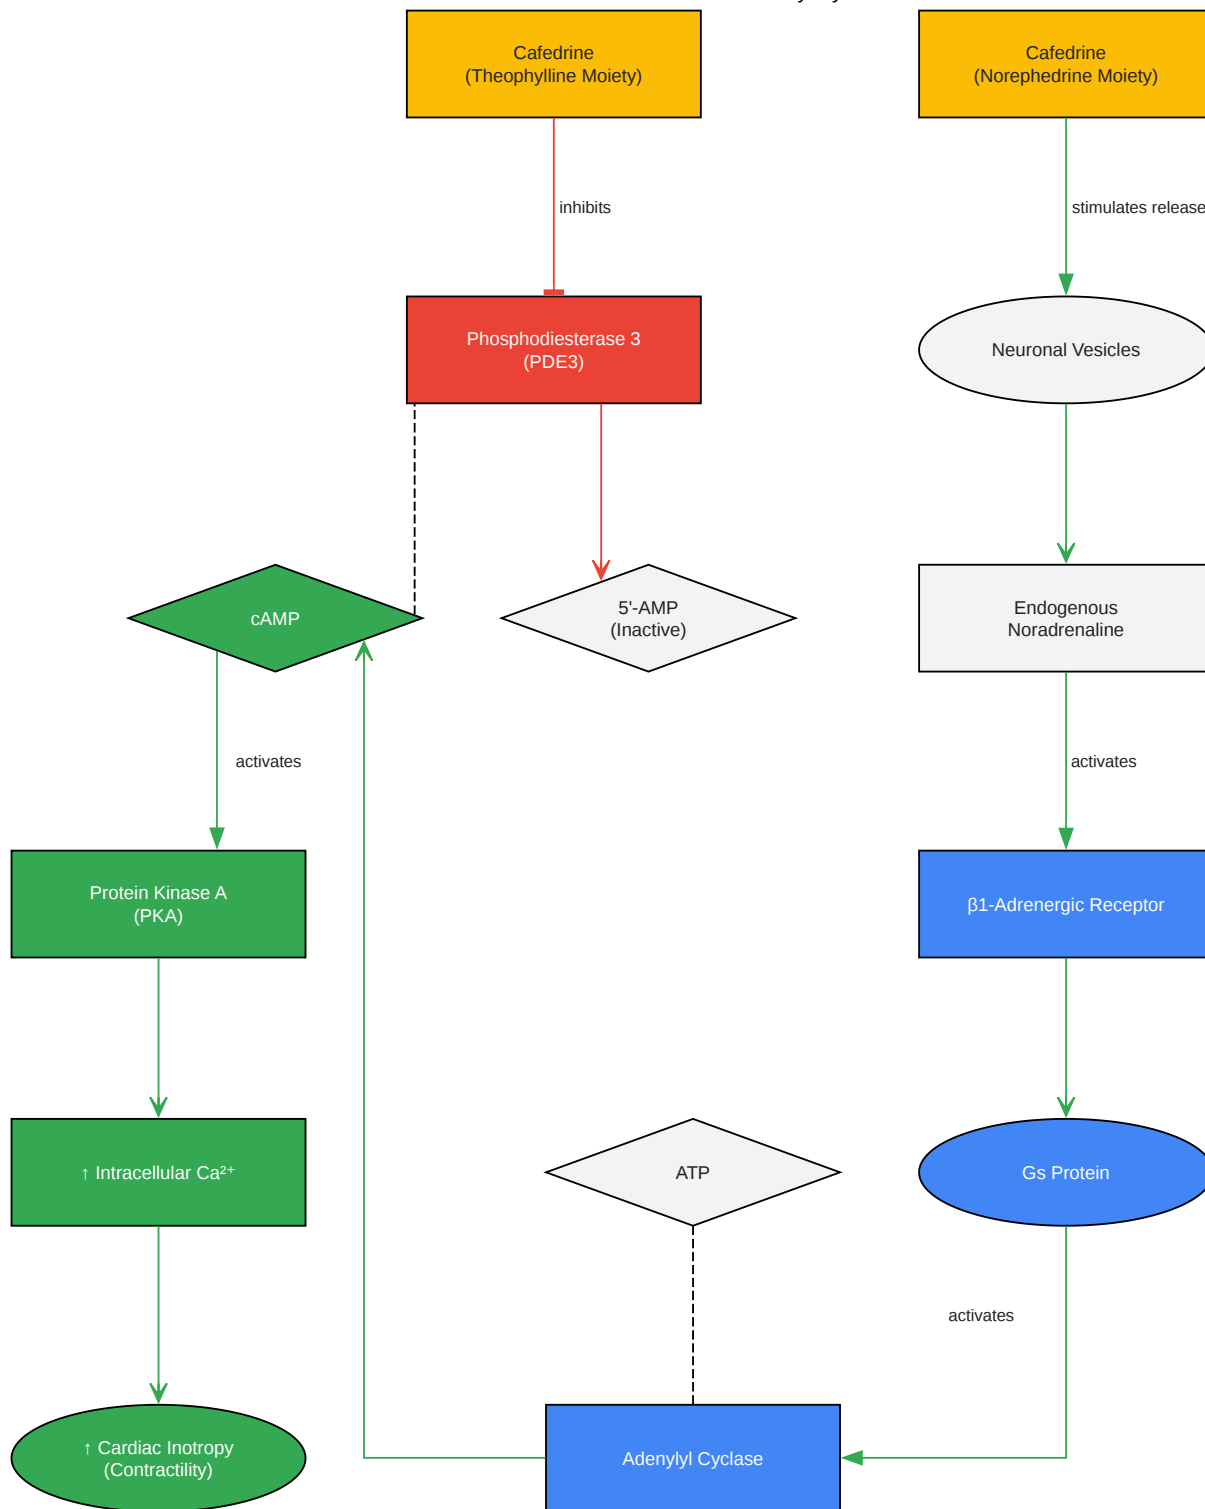 Cafedrine
(Theophylline Moiety)
Cafedrine
(Norephedrine Moiety)
inhibits
stimulates release
Phosphodiesterase 3
(PDE3)
Neuronal Vesicles
cAMP
5'-AMP
(Inactive)
Endogenous
Noradrenaline
activates
activates
Protein Kinase A
(PKA)
β1-Adrenergic Receptor
↑ Intracellular Ca²⁺
ATP
Gs Protein
activates
↑ Cardiac Inotropy
(Contractility)
Adenylyl Cyclase